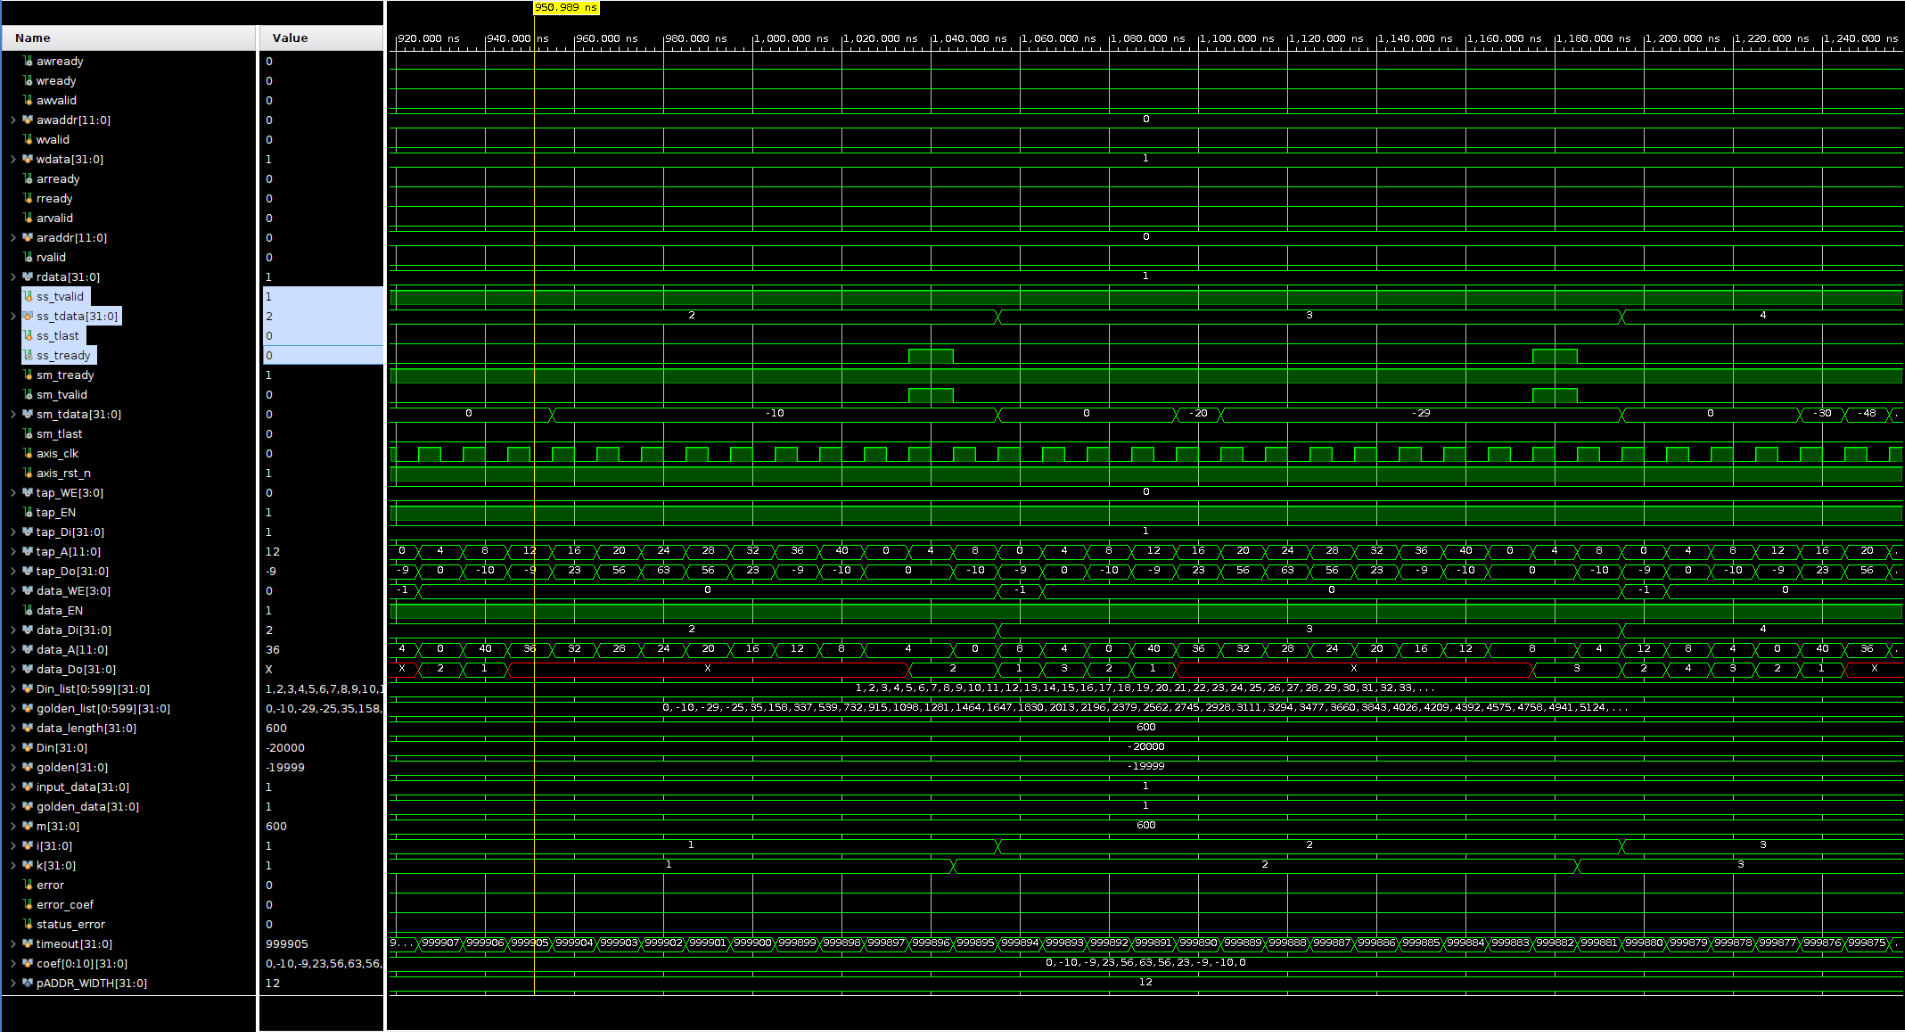 950.989 ns
Name Value 920.000 ns 940.000 ns 960.000 ns 980.000 ns 1,000.000 ns 1,020.000 ns 1,040.000 ns 1,060.000 ns 1,080.000 ns 1,100.000 ns 1,120.000 ns 1,140.000 ns 1,160.000 ns 1,180.000 ns 1,200.000 ns 1,220.000 ns 1,240.000 ns
awready 0
wready 0
awvalid 0
awaddr[11:0] 0 0
wvalid 0
wdata[31:0] 1 1
arready 0
rready 0
arvalid 0
araddr[11:0] 0 0
rvalid 0
rdata[31:0] 1 1
ss_tvalid 1
ss_tdata[31:0] 2 2 3 4
ss_tlast 0
ss_tready 0
sm_tready 1
sm_tvalid 0
sm_tdata[31:0] 0 0 -10 0 -20 -29 0 -30 -48 .
sm_tlast 0
axis_clk 0
axis_rst_n 1
tap_WE[3:0] 0 0
tap_EN 1
tap_Di[31:0] 1 1
tap_A[11:0] 12 0 4 8 12 16 20 24 28 32 36 40 0 4 8 0 4 8 12 16 20 24 28 32 36 40 0 4 8 0 4 8 12 16 20 .
tap_Do[31:0] -9 -9 0 -10 -9 23 56 63 56 23 -9 -10 0 -10 -9 0 -10 -9 23 56 63 56 23 -9 -10 0 -10 -9 0 -10 -9 23 56 .
data_WE[3:0] 0 -1 0 -1 0 -1 0
data_EN 1
data_Di[31:0] 2 2 3 4
data_A[11:0] 36 4 0 40 36 32 28 24 20 16 12 8 4 0 8 4 0 40 36 32 28 24 20 16 12 8 4 0 8 4 0 40 36 .
data_Do[31:0] X X 2 1 X 2 1 3 2 1 X 3 2 4 3 2 1 X
Din_list[0:599][31:0] 1,2,3,4,5,6,7,8,9,10,1 1,2,3,4,5,6,7,8,9,10,11,12,13,14,15,16,17,18,19,20,21,22,23,24,25,26,27,28,29,30,31,32,33,...
golden_list[0:599][31:0] 0,-10,-29,-25,35,158, 0,-10,-29,-25,35,158,337,539,732,915,1098,1281,1464,1647,1830,2013,2196,2379,2562,2745,2928,3111,3294,3477,3660,3843,4026,4209,4392,4575,4758,4941,5124,...
data_length[31:0] 600 600
Din[31:0] -20000 -20000
golden[31:0] -19999 -19999
input_data[31:0] 1 1
golden_data[31:0] 1 1
m[31:0] 600 600
i[31:0] 1 1 2 3
k[31:0] 1 1 2 3
error 0
error_coef 0
status_error 0
timeout[31:0] 999905 9... 999907 999906 999905 999904 999903 999902 999901 999900 999899 999898 999897 999896 999895 999894 999893 999892 999891 999890 999889 999888 999887 999886 999885 999884 999883 999882 999881 999880 999879 999878 999877 999876 999875 .
coef[0:10][31:0] 0,-10,-9,23,56,63,56, 0,-10,-9,23,56,63,56,23,-9,-10,0
pADDR_WIDTH[31:0] 12 12